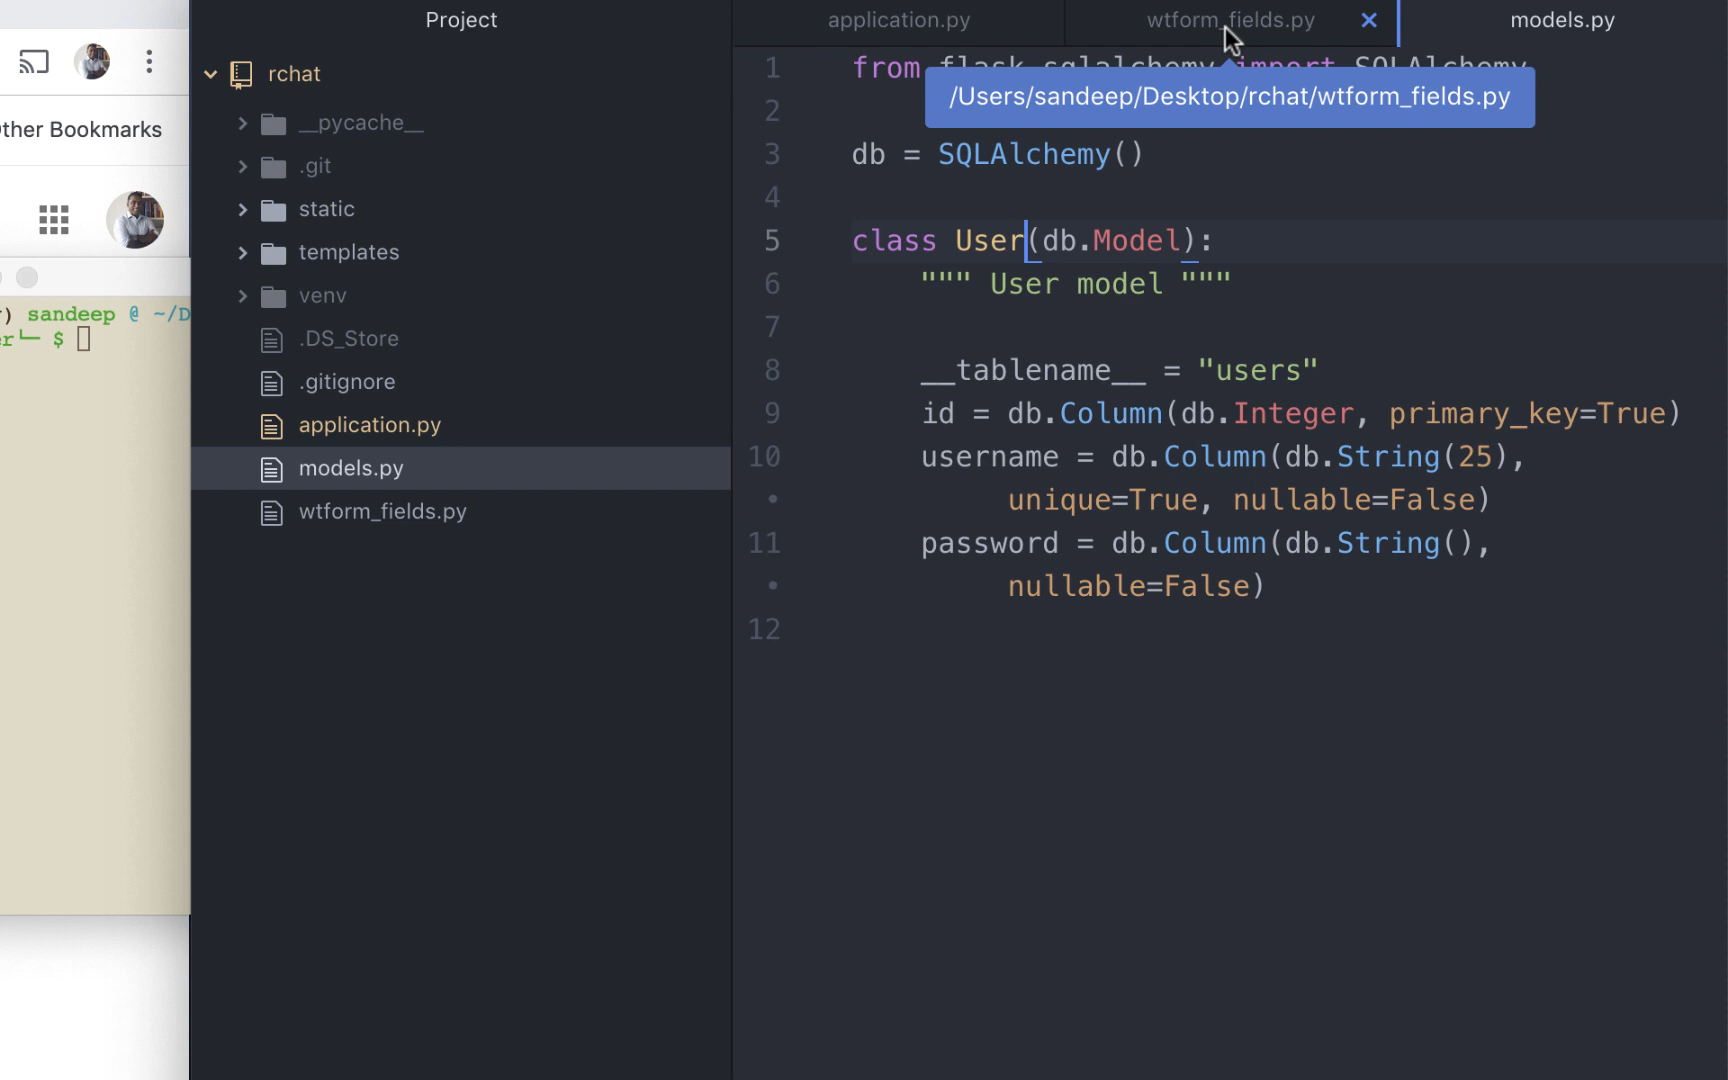 Project
application.py
wtform_fields.py
models.py
rchat
__pycache__
.git
static
templates
venv
.DS_Store
.gitignore
application.py
models.py
wtform_fields.py
ther Bookmarks
) sandeep @ ~/D
er└─ $
/Users/sandeep/Desktop/rchat/wtform_fields.py
1 from flask_sqlalchemy import SQLAlchemy
2
3 db = SQLAlchemy()
4
5 class User(db.Model):
6 """ User model """
7
8 __tablename__ = "users"
9 id = db.Column(db.Integer, primary_key=True)
10 username = db.Column(db.String(25),
• unique=True, nullable=False)
11 password = db.Column(db.String(),
• nullable=False)
12